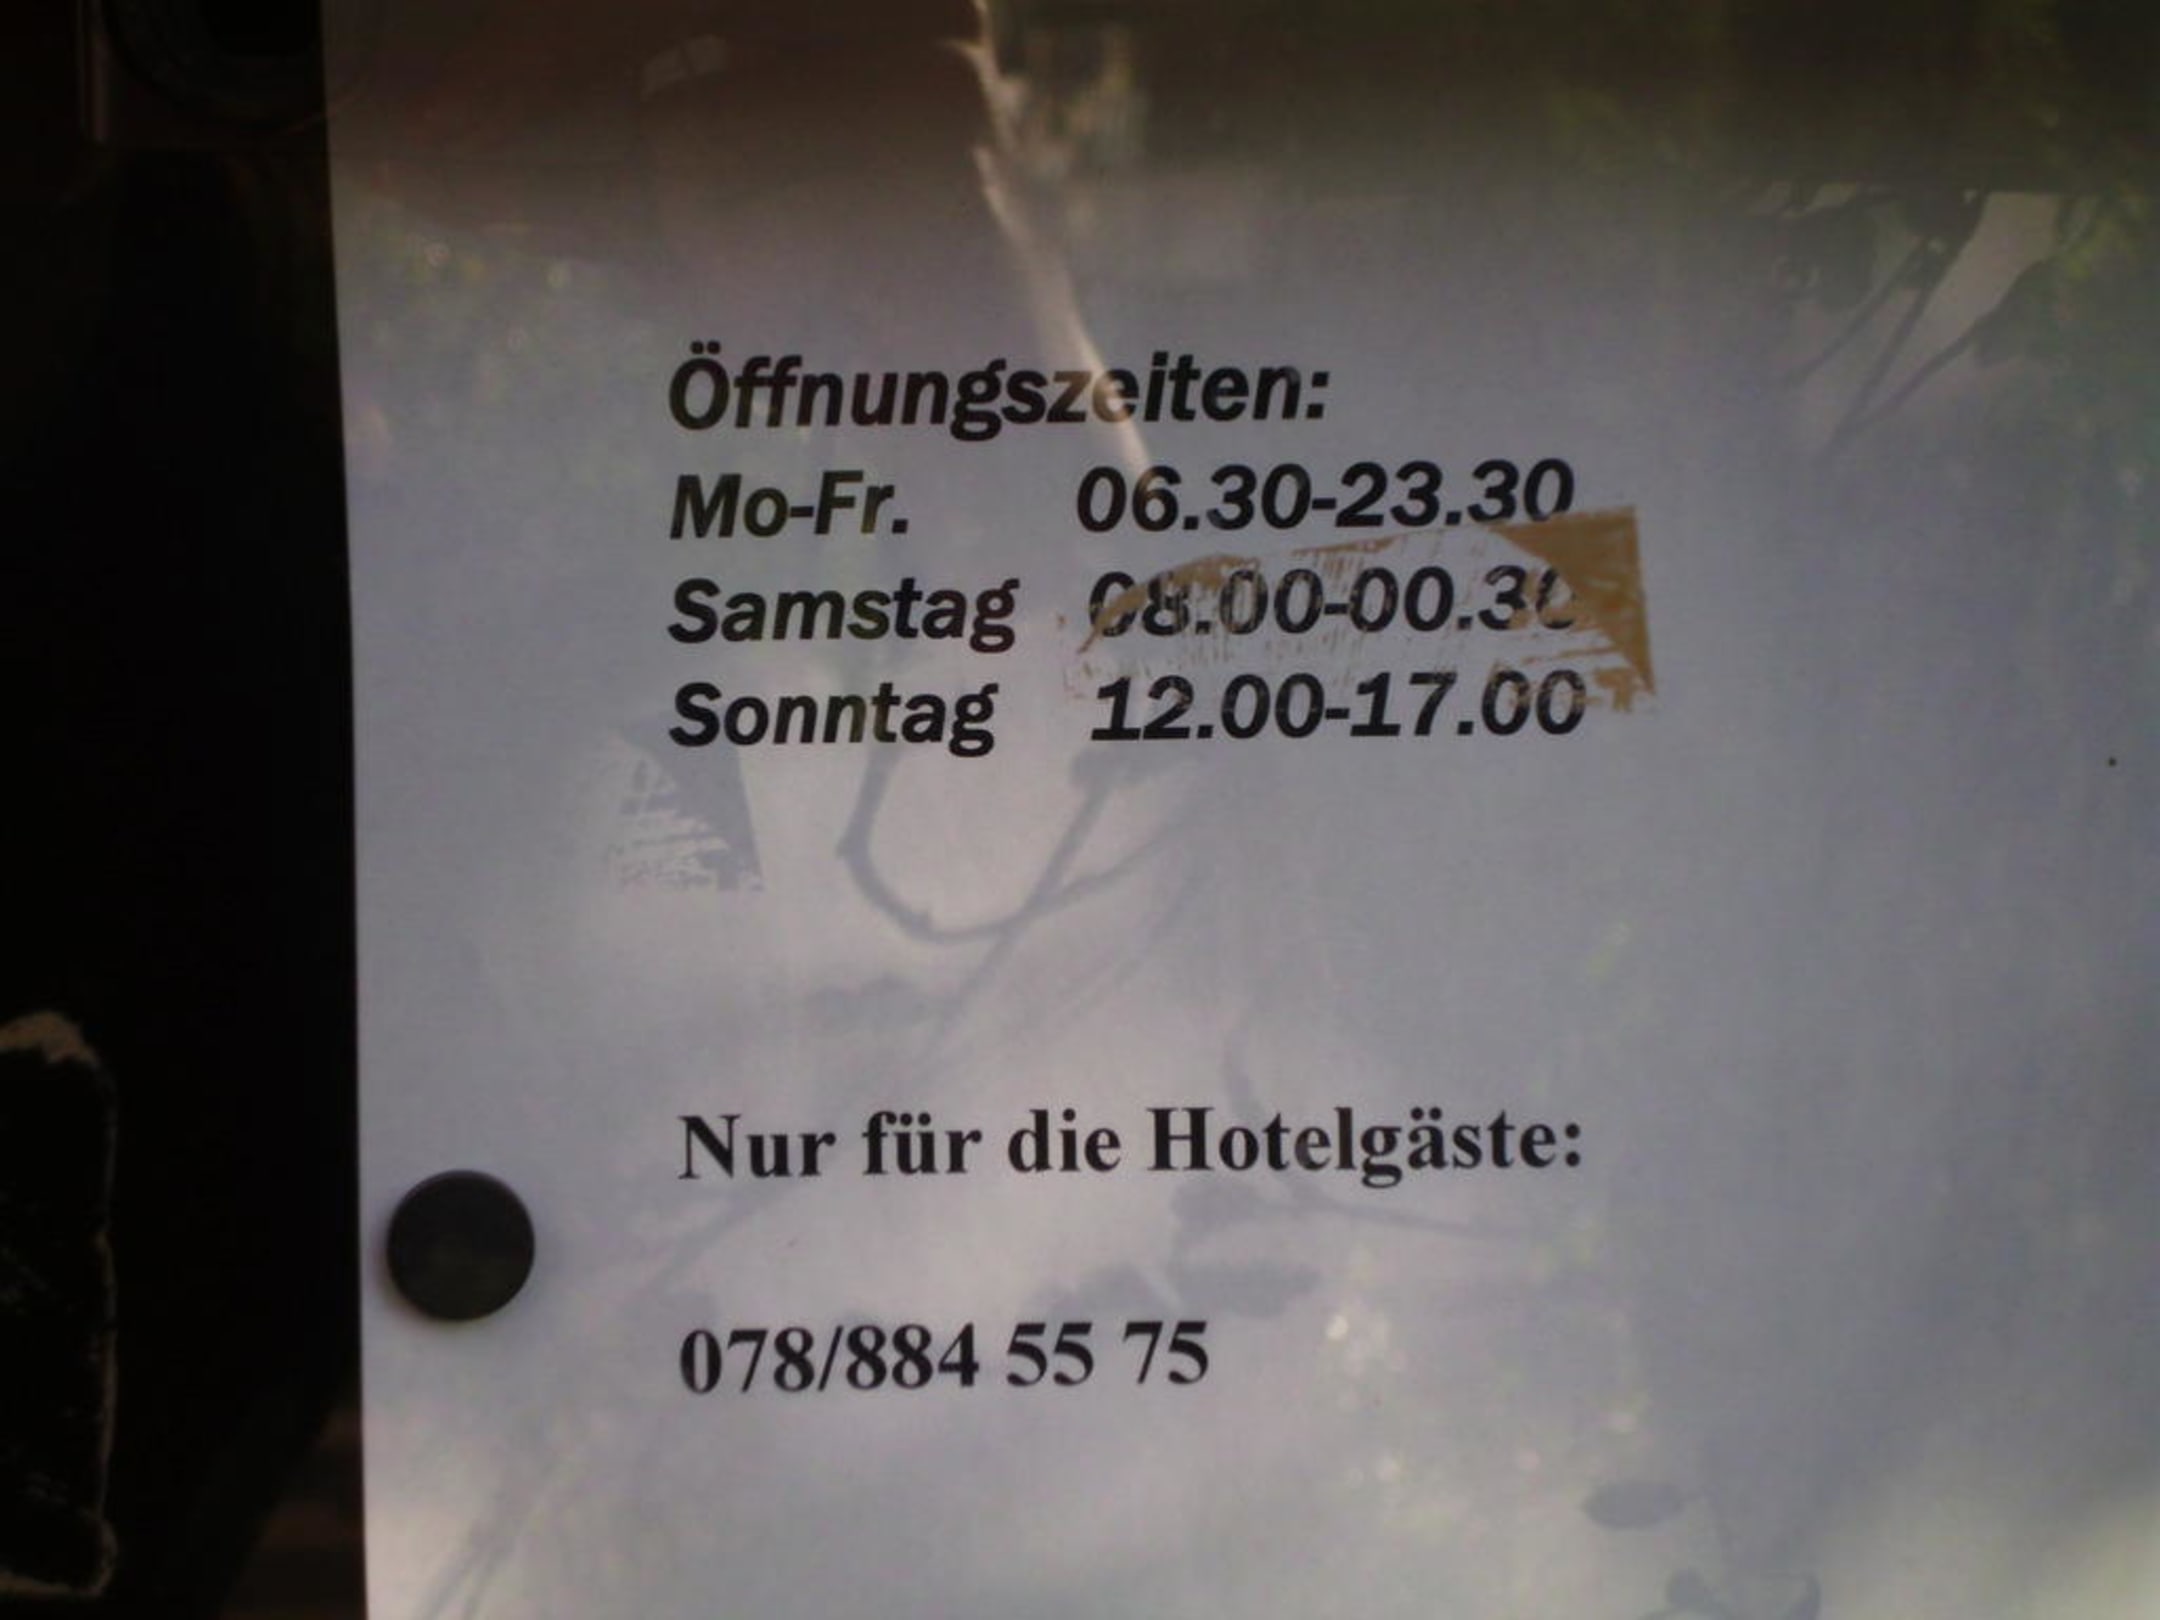 Öffnungszeiten:
Mo-Fr. 06.30-23.30
Samstag 08.00-00.30
Sonntag 12.00-17.00
Nur für die Hotelgäste:
078/884 55 75